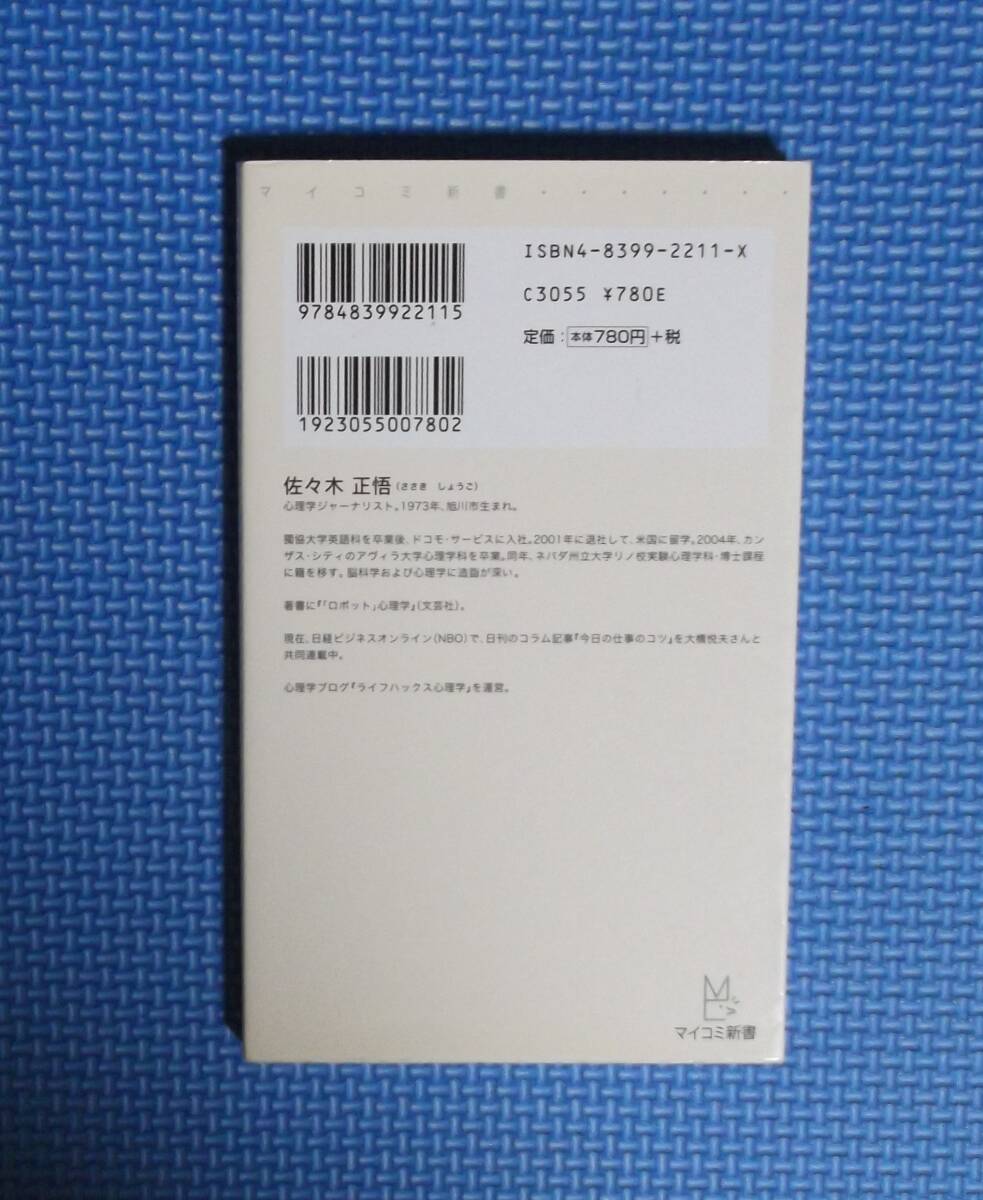 マイコミ新書・・・・・・・
ISBN4-8399-2211-X
9784839922115
C3055 ¥780E
定価：本体780円＋税
1923055007802
佐々木 正悟（ささき しょうご）
心理学ジャーナリスト。1973年、旭川市生まれ。
獨協大学英語科を卒業後、ドコモ・サービスに入社。2001年に退社して、米国に留学。2004年、カン
ザス・シティのアヴィラ大学心理学科を卒業。同年、ネバダ州立大学リノ校実験心理学科・博士課程
に籍を移す。脳科学および心理学に造詣が深い。
著書に『「ロボット」心理学』（文芸社）。
現在、日経ビジネスオンライン（NBO）で、日刊のコラム記事『今日の仕事のコツ』を大橋悦夫さんと
共同連載中。
心理学ブログ『ライフハックス心理学』を運営。
マイコミ新書